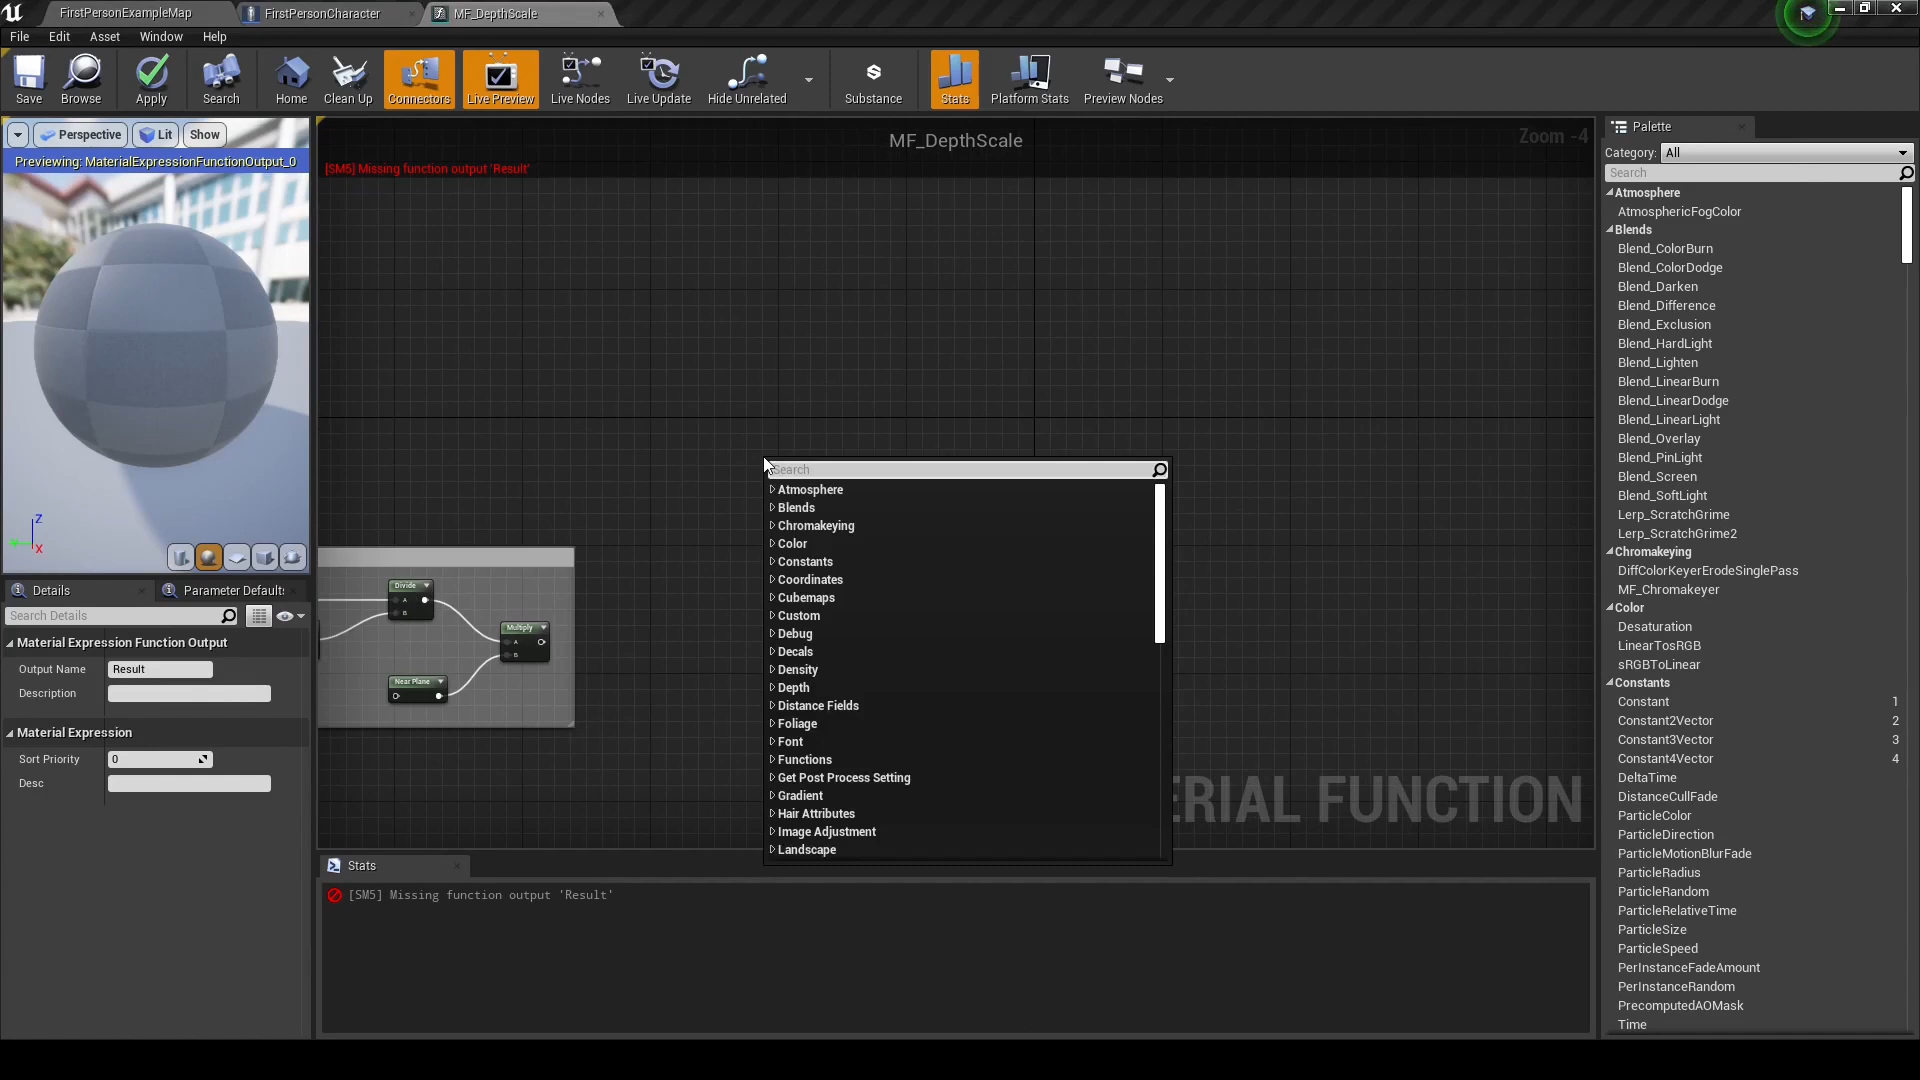 FirstPersonExampleMap
FirstPersonCharacter
MF_DepthScale
File Edit Asset Window Help
Save Browse Apply Search Home Clean Up Connectors Live Preview Live Nodes Live Update Hide Unrelated Substance Stats Platform Stats Preview Nodes
Perspective Lit Show
Previewing: MaterialExpressionFunctionOutput_0
Z
Y
X
MF_DepthScale
Zoom -4
[SM5] Missing function output 'Result'
Divide
A
B
Multiply
A
B
Near Plane
MATERIAL FUNCTION
Search
Atmosphere
Blends
Chromakeying
Color
Constants
Coordinates
Cubemaps
Custom
Debug
Decals
Density
Depth
Distance Fields
Foliage
Font
Functions
Get Post Process Setting
Gradient
Hair Attributes
Image Adjustment
Landscape
Details
Parameter Default
Search Details
Material Expression Function Output
Output Name Result
Description
Material Expression
Sort Priority 0
Desc
Stats
[SM5] Missing function output 'Result'
Palette
Category: All
Search
Atmosphere
AtmosphericFogColor
Blends
Blend_ColorBurn
Blend_ColorDodge
Blend_Darken
Blend_Difference
Blend_Exclusion
Blend_HardLight
Blend_Lighten
Blend_LinearBurn
Blend_LinearDodge
Blend_LinearLight
Blend_Overlay
Blend_PinLight
Blend_Screen
Blend_SoftLight
Lerp_ScratchGrime
Lerp_ScratchGrime2
Chromakeying
DiffColorKeyerErodeSinglePass
MF_Chromakeyer
Color
Desaturation
LinearTosRGB
sRGBToLinear
Constants
Constant 1
Constant2Vector 2
Constant3Vector 3
Constant4Vector 4
DeltaTime
DistanceCullFade
ParticleColor
ParticleDirection
ParticleMotionBlurFade
ParticleRadius
ParticleRandom
ParticleRelativeTime
ParticleSize
ParticleSpeed
PerInstanceFadeAmount
PerInstanceRandom
PrecomputedAOMask
Time